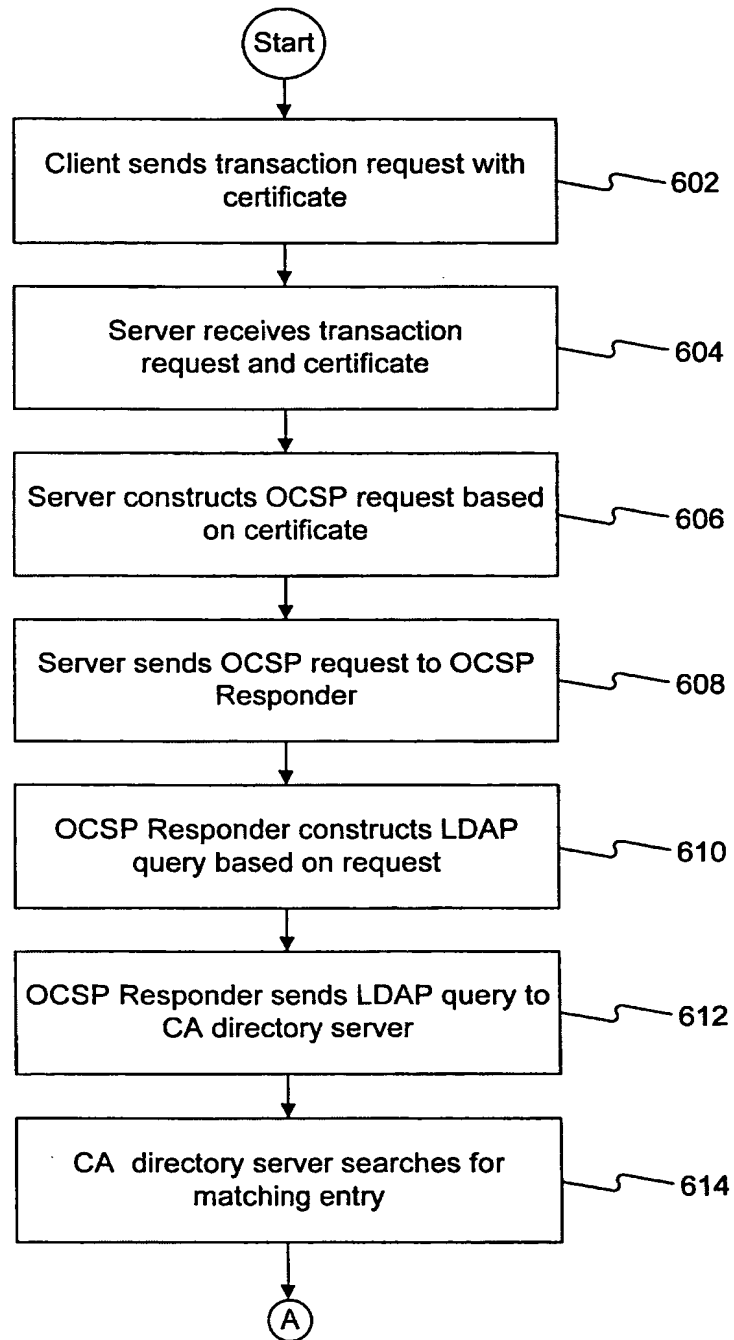 Start
Client sends transaction request with
certificate
602
Server receives transaction
request and certificate
604
Server constructs OCSP request based
on certificate
606
Server sends OCSP request to OCSP
Responder
608
OCSP Responder constructs LDAP
query based on request
610
OCSP Responder sends LDAP query to
CA directory server
612
CA directory server searches for
matching entry
614
A